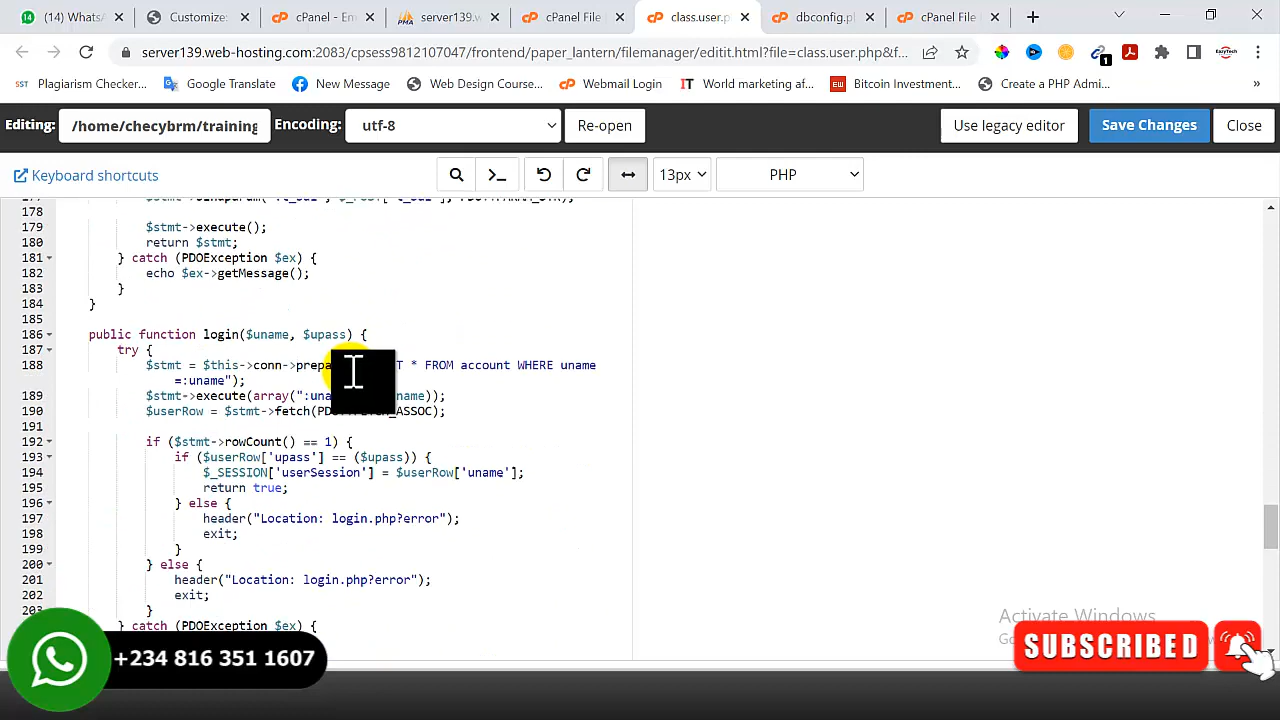 (14) WhatsA
Customize:
cPanel - En
server139.w
cPanel File
class.user.p
dbconfig.p
cPanel File
server139.web-hosting.com:2083/cpsess9812107047/frontend/paper_lantern/filemanager/editit.html?file=class.user.php&f...
Plagiarism Checker...
Google Translate
New Message
Web Design Course...
Webmail Login
World marketing af...
Bitcoin Investment...
Create a PHP Admi...
»
Editing: /home/checybrm/training Encoding: utf-8 Re-open Use legacy editor Save Changes Close
Keyboard shortcuts 13px PHP
178
179 $stmt->execute();
180 return $stmt;
181 } catch (PDOException $ex) {
182 echo $ex->getMessage();
183 }
184 }
185
186 public function login($uname, $upass) {
187 try {
188 $stmt = $this->conn->prepa T * FROM account WHERE uname
=:uname");
189 $stmt->execute(array(":una name));
190 $userRow = $stmt->fetch(PD _ASSOC);
191
192 if ($stmt->rowCount() == 1) {
193 if ($userRow['upass'] == ($upass)) {
194 $_SESSION['userSession'] = $userRow['uname'];
195 return true;
196 } else {
197 header("Location: login.php?error");
198 exit;
199 }
200 } else {
201 header("Location: login.php?error");
202 exit;
203 }
} catch (PDOException $ex) {
Activate Windows
SUBSCRIBED
+234 816 351 1607